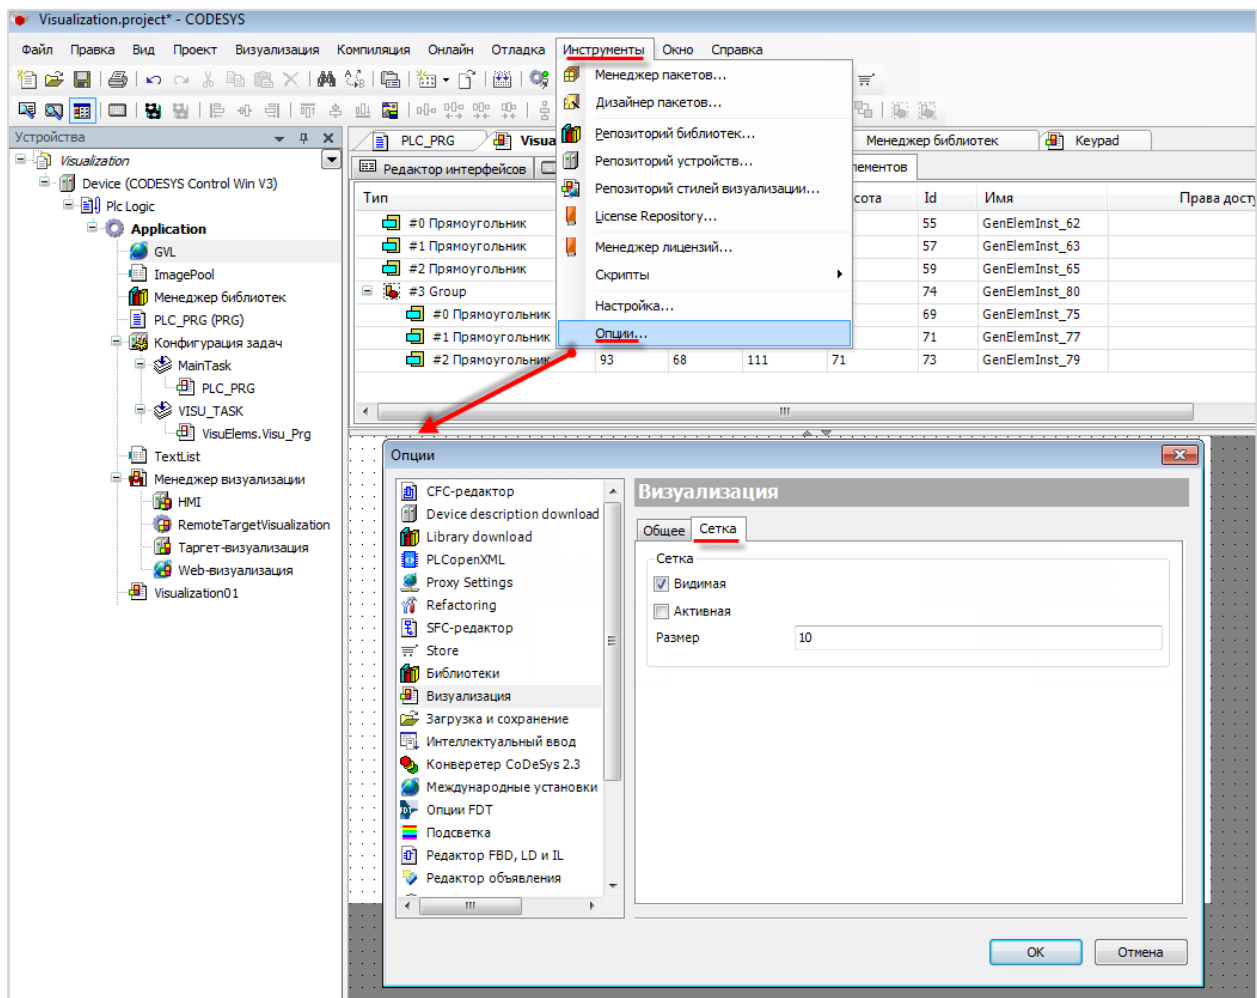 Visualization.project* - CODESYS
Файл Правка Вид Проект Визуализация Компиляция Онлайн Отладка Инструменты Окно Справка
Менеджер пакетов...
Дизайнер пакетов...
Репозиторий библиотек...
Репозиторий устройств...
Репозиторий стилей визуализации...
License Repository...
Менеджер лицензий...
Скрипты
Настройка...
Опции...
Устройства
Visualization
Device (CODESYS Control Win V3)
Plc Logic
Application
GVL
ImagePool
Менеджер библиотек
PLC_PRG (PRG)
Конфигурация задач
MainTask
PLC_PRG
VISU_TASK
VisuElems.Visu_Prg
TextList
Менеджер визуализации
HMI
RemoteTargetVisualization
Таргет-визуализация
Web-визуализация
Visualization01
PLC_PRG Visua Менеджер библиотек Keypad
Редактор интерфейсов лементов
Тип сота Id Имя Права досту
#0 Прямоугольник 55 GenElemInst_62
#1 Прямоугольник 57 GenElemInst_63
#2 Прямоугольник 59 GenElemInst_65
#3 Group 74 GenElemInst_80
#0 Прямоугольник 69 GenElemInst_75
#1 Прямоугольник 71 GenElemInst_77
#2 Прямоугольник 93 68 111 71 73 GenElemInst_79
Опции
CFC-редактор
Device description download
Library download
PLCopenXML
Proxy Settings
Refactoring
SFC-редактор
Store
Библиотеки
Визуализация
Загрузка и сохранение
Интеллектуальный ввод
Конверетер CoDeSys 2.3
Международные установки
Опции FDT
Подсветка
Редактор FBD, LD и IL
Редактор объявления
Визуализация
Общее Сетка
Сетка
Видимая
Активная
Размер 10
OK Отмена